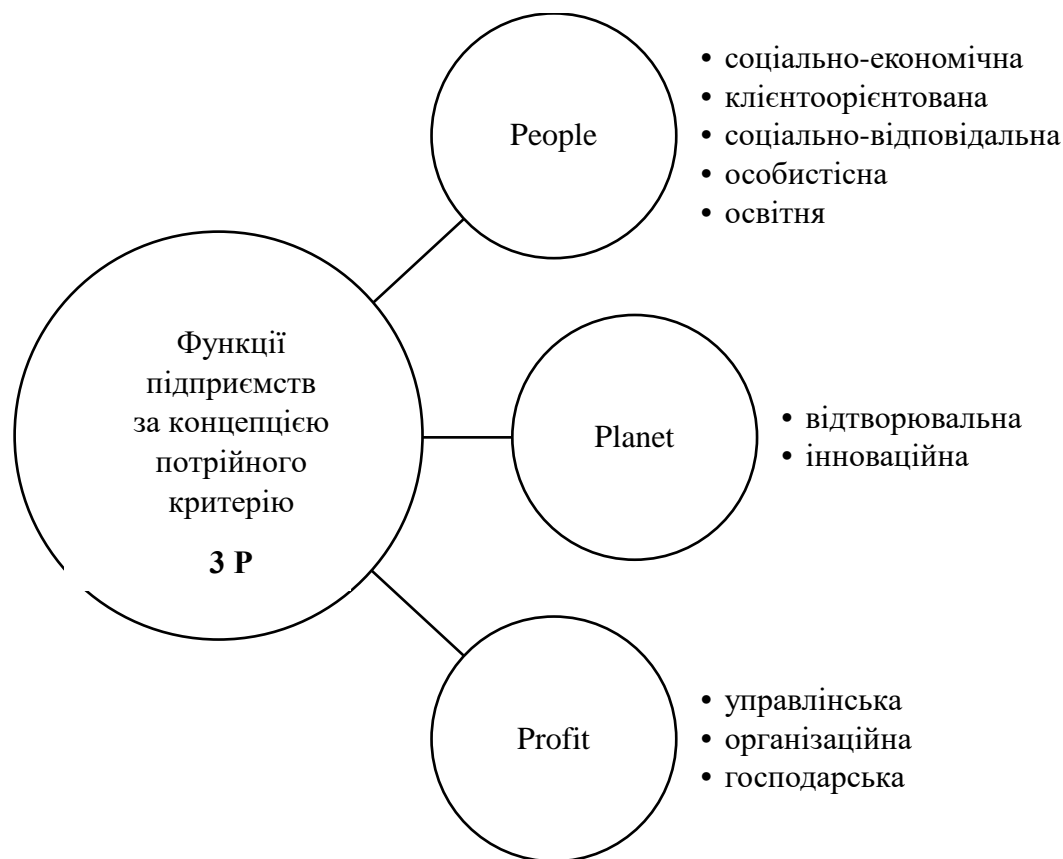 Функції
підприємств
за концепцією
потрійного
критерію
3 P
People
• соціально-економічна
• клієнтоорієнтована
• соціально-відповідальна
• особистісна
• освітня
Planet
• відтворювальна
• інноваційна
Profit
• управлінська
• організаційна
• господарська